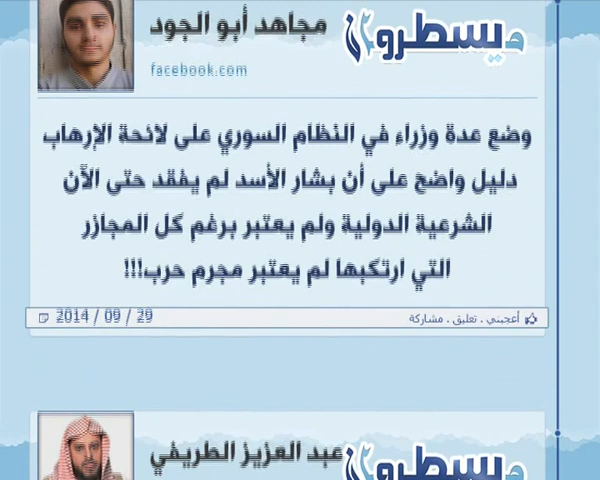 مجاهد أبو الجود
facebook.com
يسطرون
وضع عدة وزراء في النظام السوري على لائحة الإرهاب
دليل واضح على أن بشار الأسد لم يفقد حتى الآن
الشرعية الدولية ولم يعتبر برغم كل المجازر
التي ارتكبها لم يعتبر مجرم حرب!!!
أعجبني . تعليق . مشاركة
2014 / 09 / 29
عبد العزيز الطريفي
يسطرون